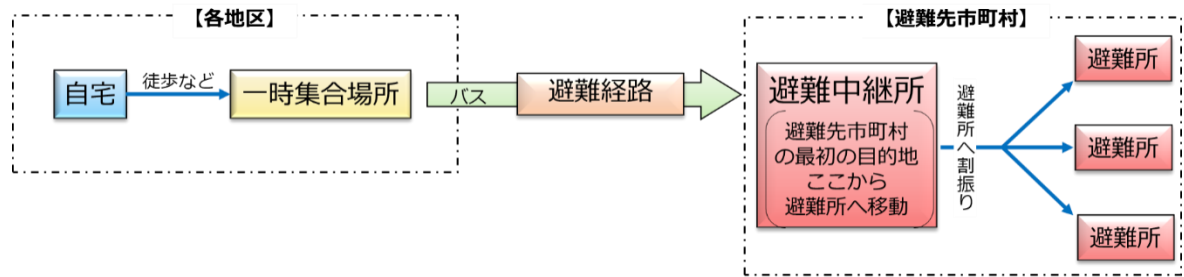 【各地区】
自宅
徒歩など
一時集合場所
バス
避難経路
【避難先市町村】
避難中継所
避難先市町村
の最初の目的地
ここから
避難所へ移動
避難所へ割振り
避難所
避難所
避難所